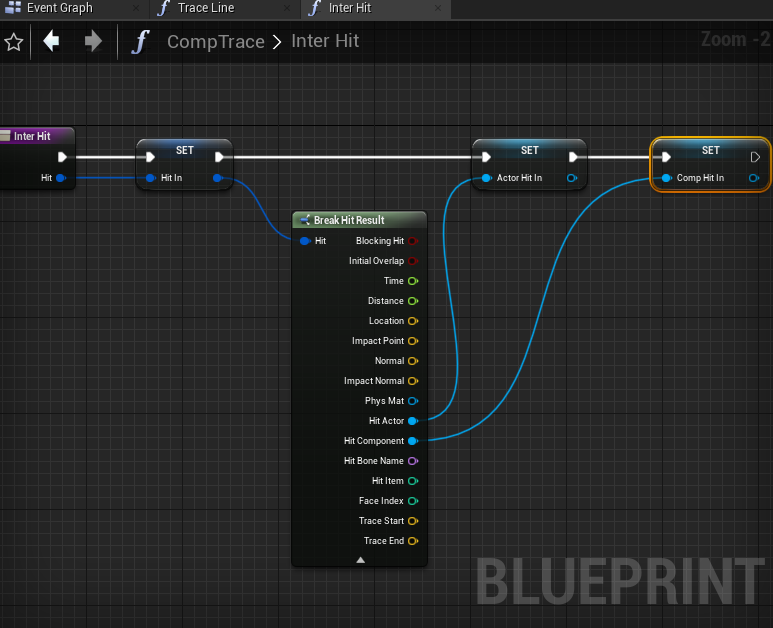 Event Graph
Trace Line
Inter Hit
CompTrace
Inter Hit
Zoom -2
Inter Hit
Hit
SET
Hit In
SET
Actor Hit In
SET
Comp Hit In
Break Hit Result
Hit
Blocking Hit
Initial Overlap
Time
Distance
Location
Impact Point
Normal
Impact Normal
Phys Mat
Hit Actor
Hit Component
Hit Bone Name
Hit Item
Face Index
Trace Start
Trace End
BLUEPRINT